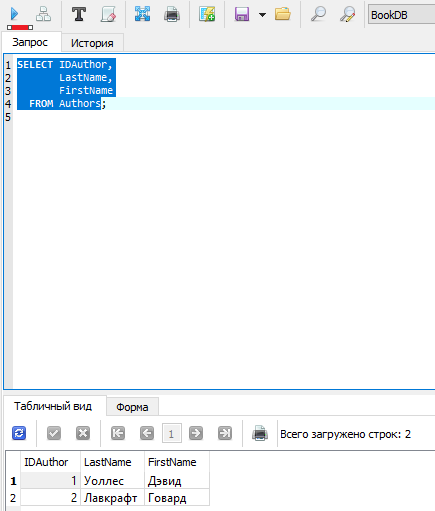 BookDB
Запрос История
1 SELECT IDAuthor,
2 LastName,
3 FirstName
4 FROM Authors;
5
Табличный вид Форма
1 Всего загружено строк: 2
IDAuthor LastName FirstName
1 1 Уоллес Дэвид
2 2 Лавкрафт Говард